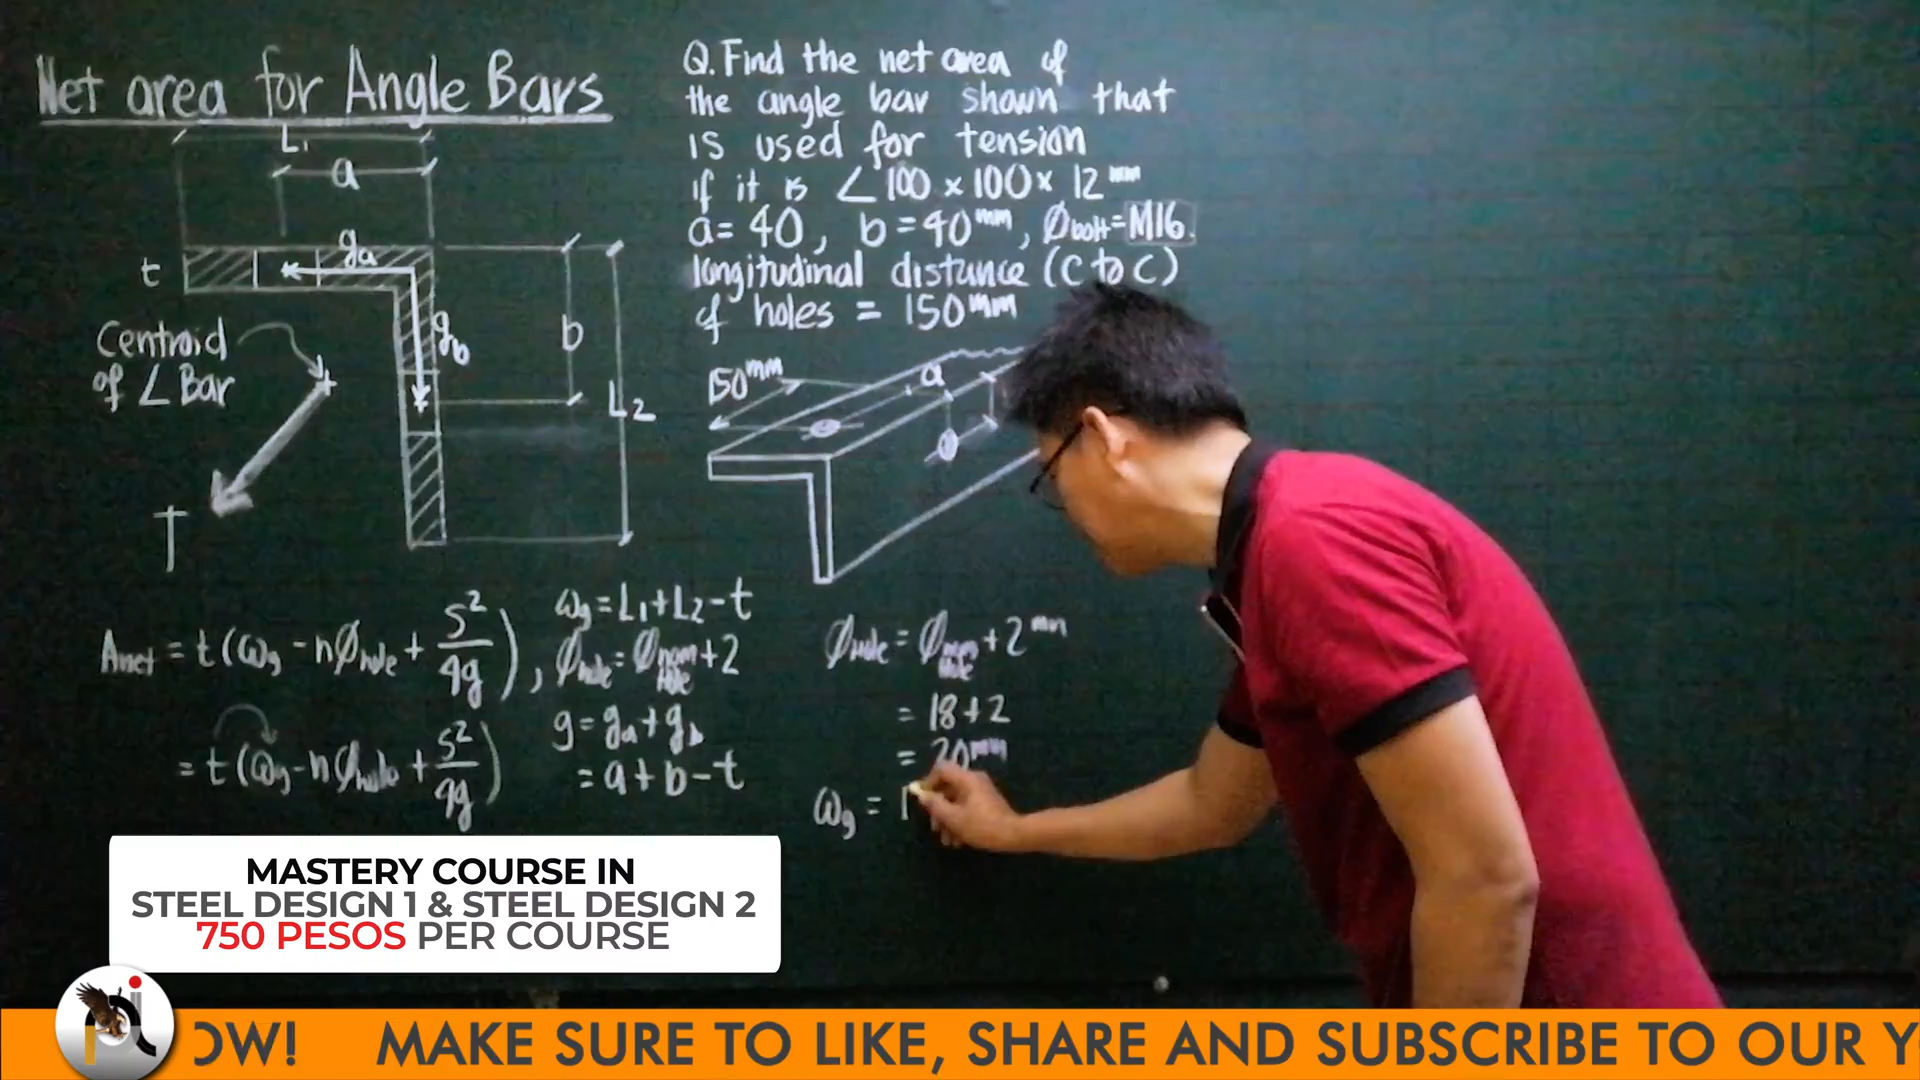 Net area for Angle Bars
L₁
a
ga
t
gb
b
Centroid
of ∠ Bar
L₂
T
Q. Find the net area of
the angle bar shown that
is used for tension
if it is ∠ 100 x 100 x 12 mm
a = 40, b = 40 mm, Ø bolt = M16.
longitudinal distance (C to C)
of holes = 150 mm
150 mm
a
Anet = t (ωg - nØhole + S²/4g),
= t (ωg - nØhole + S²/4g)
ωg = L₁ + L₂ - t
Øhole = Ønom Hole + 2
g = ga + gb
= a + b - t
Øhole = Ønom Hole + 2 mm
= 18 + 2
= 20 mm
ωg = 1
MASTERY COURSE IN
STEEL DESIGN 1 & STEEL DESIGN 2
750 PESOS PER COURSE
OW! MAKE SURE TO LIKE, SHARE AND SUBSCRIBE TO OUR Y